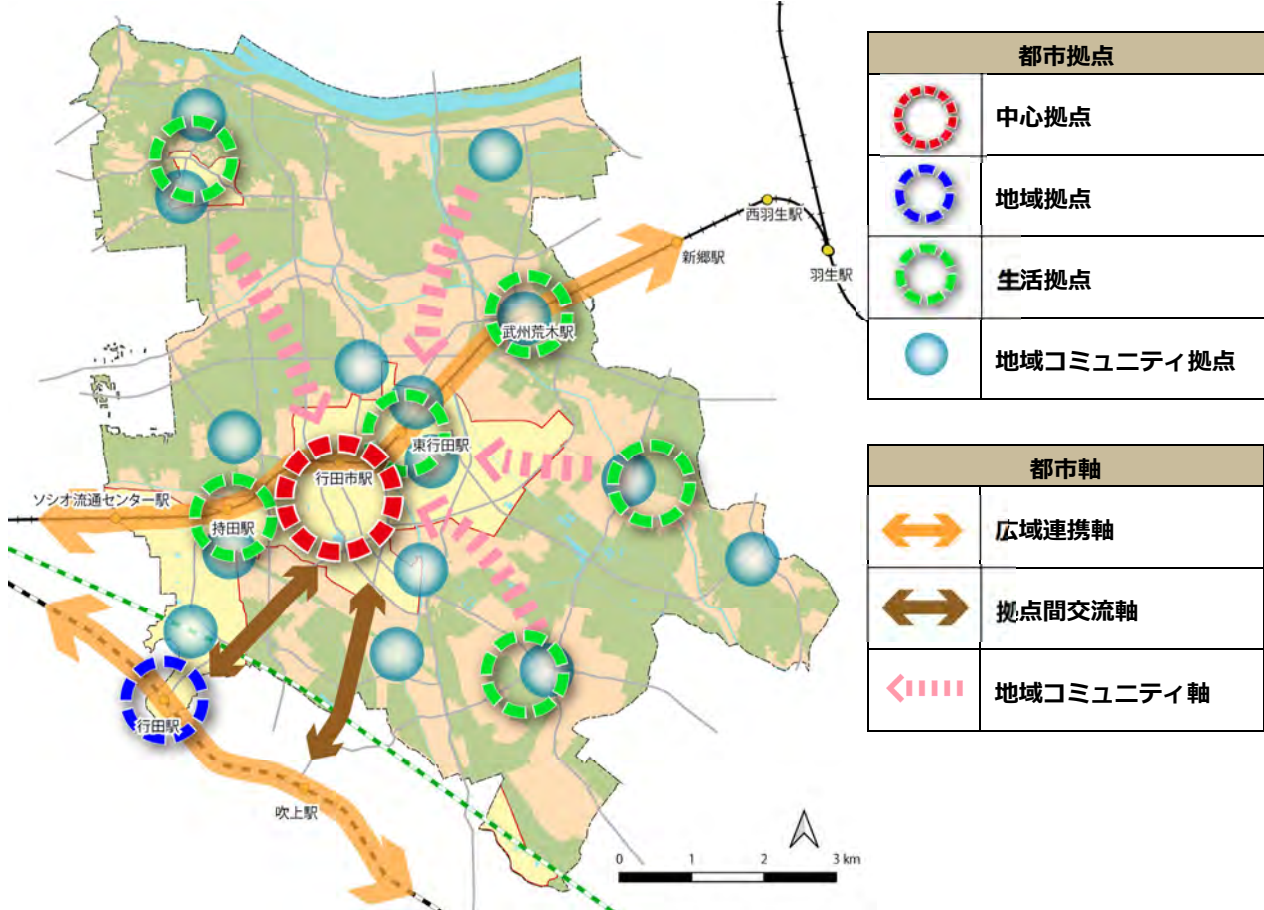 都市拠点
中心拠点
地域拠点
生活拠点
地域コミュニティ拠点
都市軸
広域連携軸
拠点間交流軸
地域コミュニティ軸
西羽生駅
新郷駅
羽生駅
武州荒木駅
東行田駅
行田市駅
ソシオ流通センター駅
持田駅
行田駅
吹上駅
0 1 2 3 km